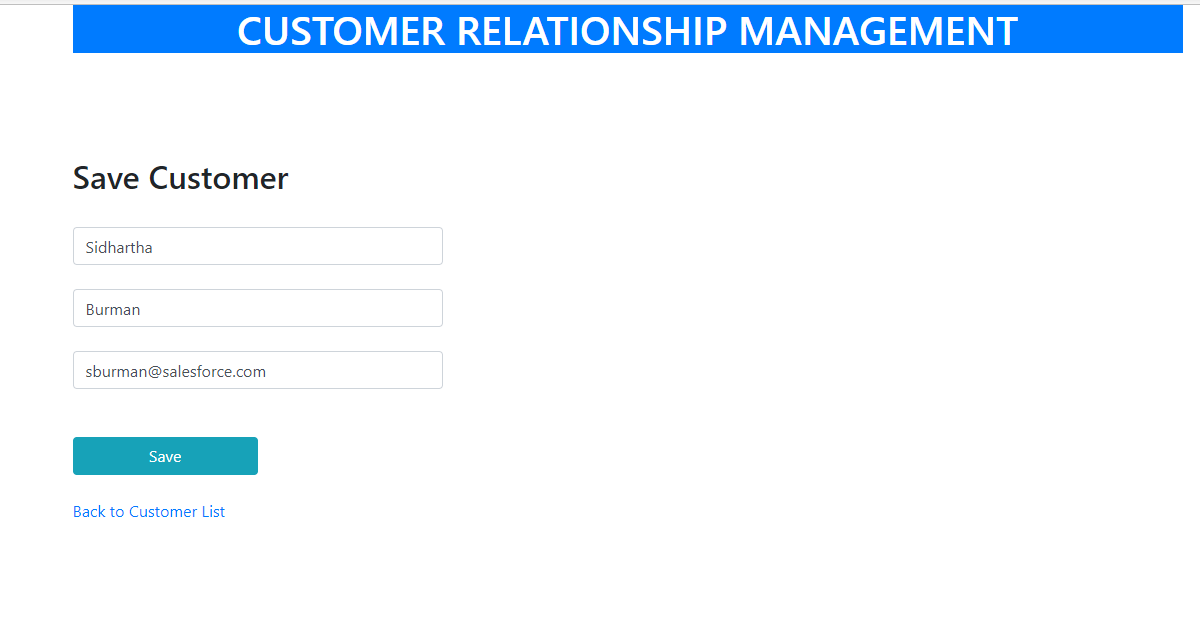 CUSTOMER RELATIONSHIP MANAGEMENT
Save Customer
Sidhartha
Burman
sburman@salesforce.com
Save
Back to Customer List